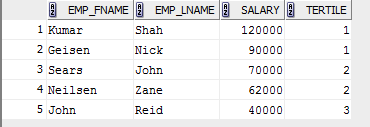 EMP_FNAME EMP_LNAME SALARY TERTILE
1 Kumar Shah 120000 1
2 Geisen Nick 90000 1
3 Sears John 70000 2
4 Neilsen Zane 62000 2
5 John Reid 40000 3